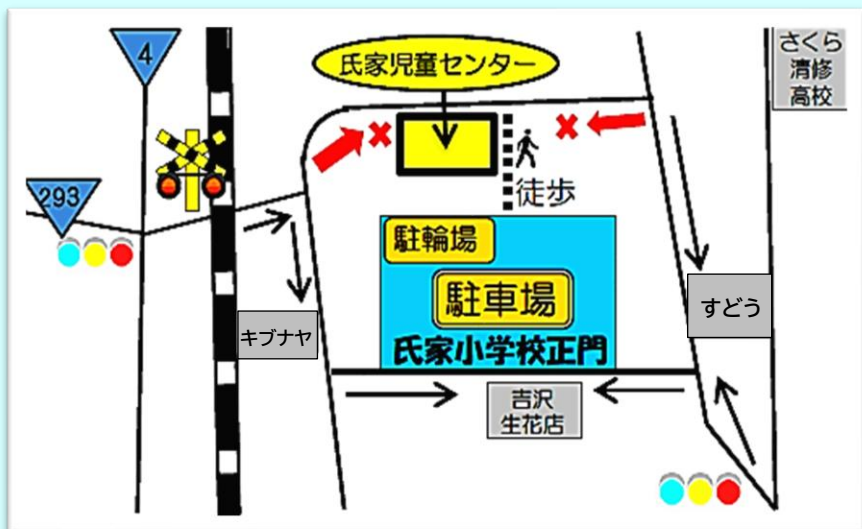 4
氏家児童センター
さくら
清修
高校
293
徒歩
駐輪場
駐車場
氏家小学校正門
キブナヤ
すどう
吉沢
生花店